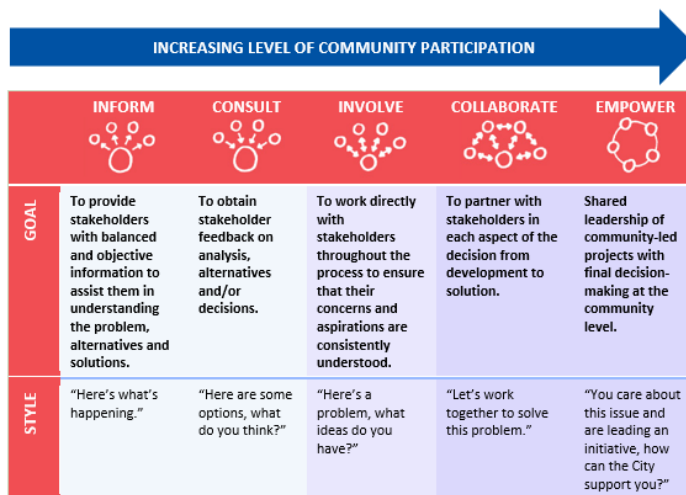 INCREASING LEVEL OF COMMUNITY PARTICIPATION
INFORM
CONSULT
INVOLVE
COLLABORATE
EMPOWER
GOAL
To provide
stakeholders
with balanced
and objective
information to
assist them in
understanding
the problem,
alternatives and
solutions.
To obtain
stakeholder
feedback on
analysis,
alternatives
and/or
decisions.
To work directly
with
stakeholders
throughout the
process to ensure
that their
concerns and
aspirations are
consistently
understood.
To partner with
stakeholders in
each aspect of the
decision from
development to
solution.
Shared
leadership of
community-led
projects with
final decision-
making at the
community
level.
STYLE
“Here’s what’s
happening.”
“Here are some
options, what
do you think?”
“Here’s a
problem, what
ideas do you
have?”
“Let’s work
together to solve
this problem.”
“You care about
this issue and
are leading an
initiative, how
can the City
support you?”